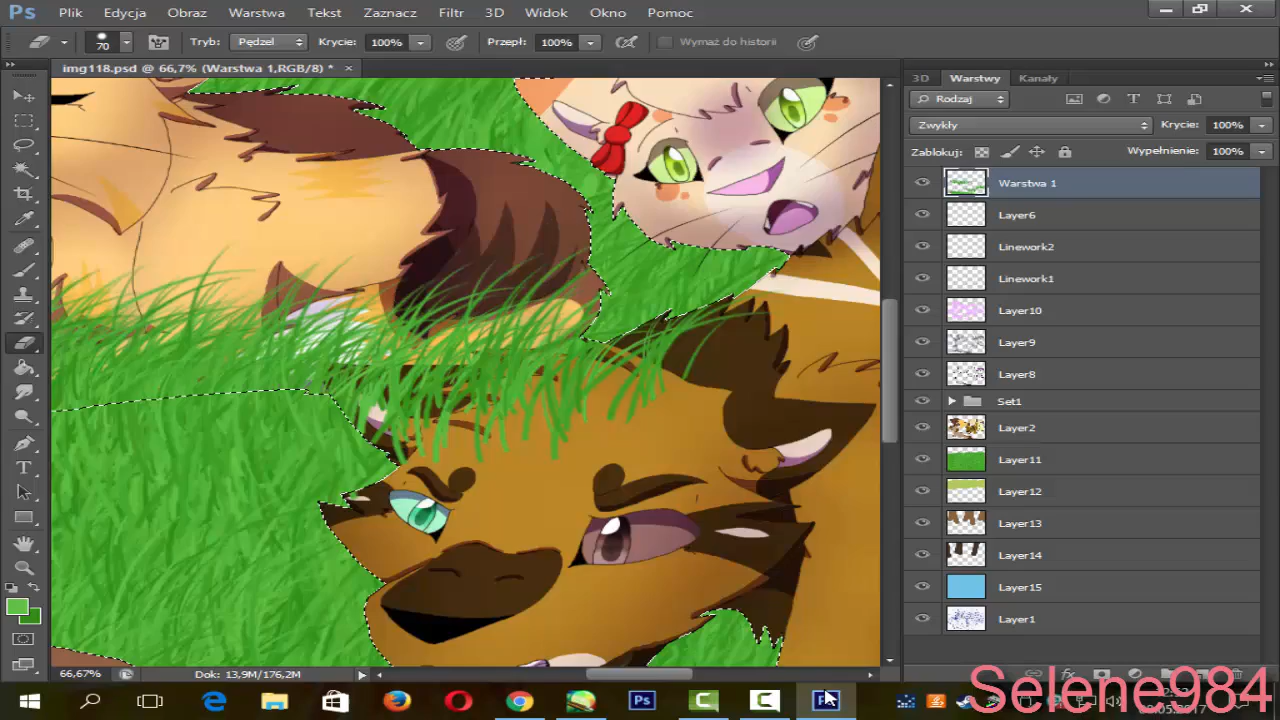 Ps Plik Edycja Obraz Warstwa Tekst Zaznacz Filtr 3D Widok Okno Pomoc
70 Tryb: Pędzel Krycie: 100% Przepł: 100% Wymaż do historii
img118.psd @ 66,7% (Warstwa 1,RGB/8) * ×
3D Warstwy Kanały
Rodzaj T
Zwykły Krycie: 100%
Zablokuj: Wypełnienie: 100%
Warstwa 1
Layer6
Linework2
Linework1
Layer10
Layer9
Layer8
Set1
Layer2
Layer11
Layer12
Layer13
Layer14
Layer15
Layer1
66,67% Dok: 13,9M/176,2M
fx
Selene984
Ps Ps